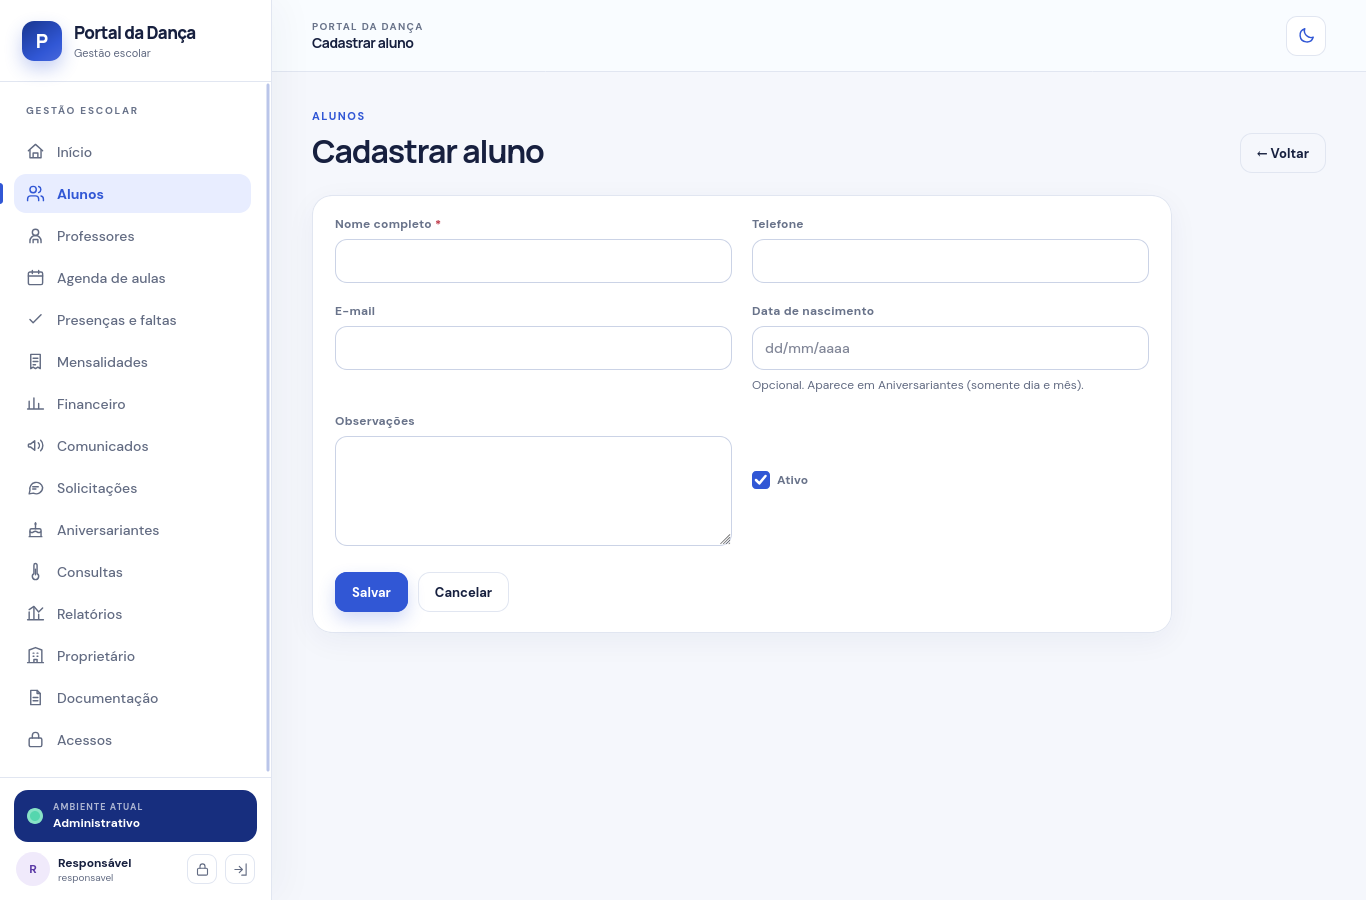 P
Portal da Dança
Gestão escolar
GESTÃO ESCOLAR
Início
Alunos
Professores
Agenda de aulas
Presenças e faltas
Mensalidades
Financeiro
Comunicados
Solicitações
Aniversariantes
Consultas
Relatórios
Proprietário
Documentação
Acessos
AMBIENTE ATUAL
Administrativo
R
Responsável
responsavel
PORTAL DA DANÇA
Cadastrar aluno
ALUNOS
Cadastrar aluno
← Voltar
Nome completo *
Telefone
E-mail
Data de nascimento
dd/mm/aaaa
Opcional. Aparece em Aniversariantes (somente dia e mês).
Observações
Ativo
Salvar
Cancelar